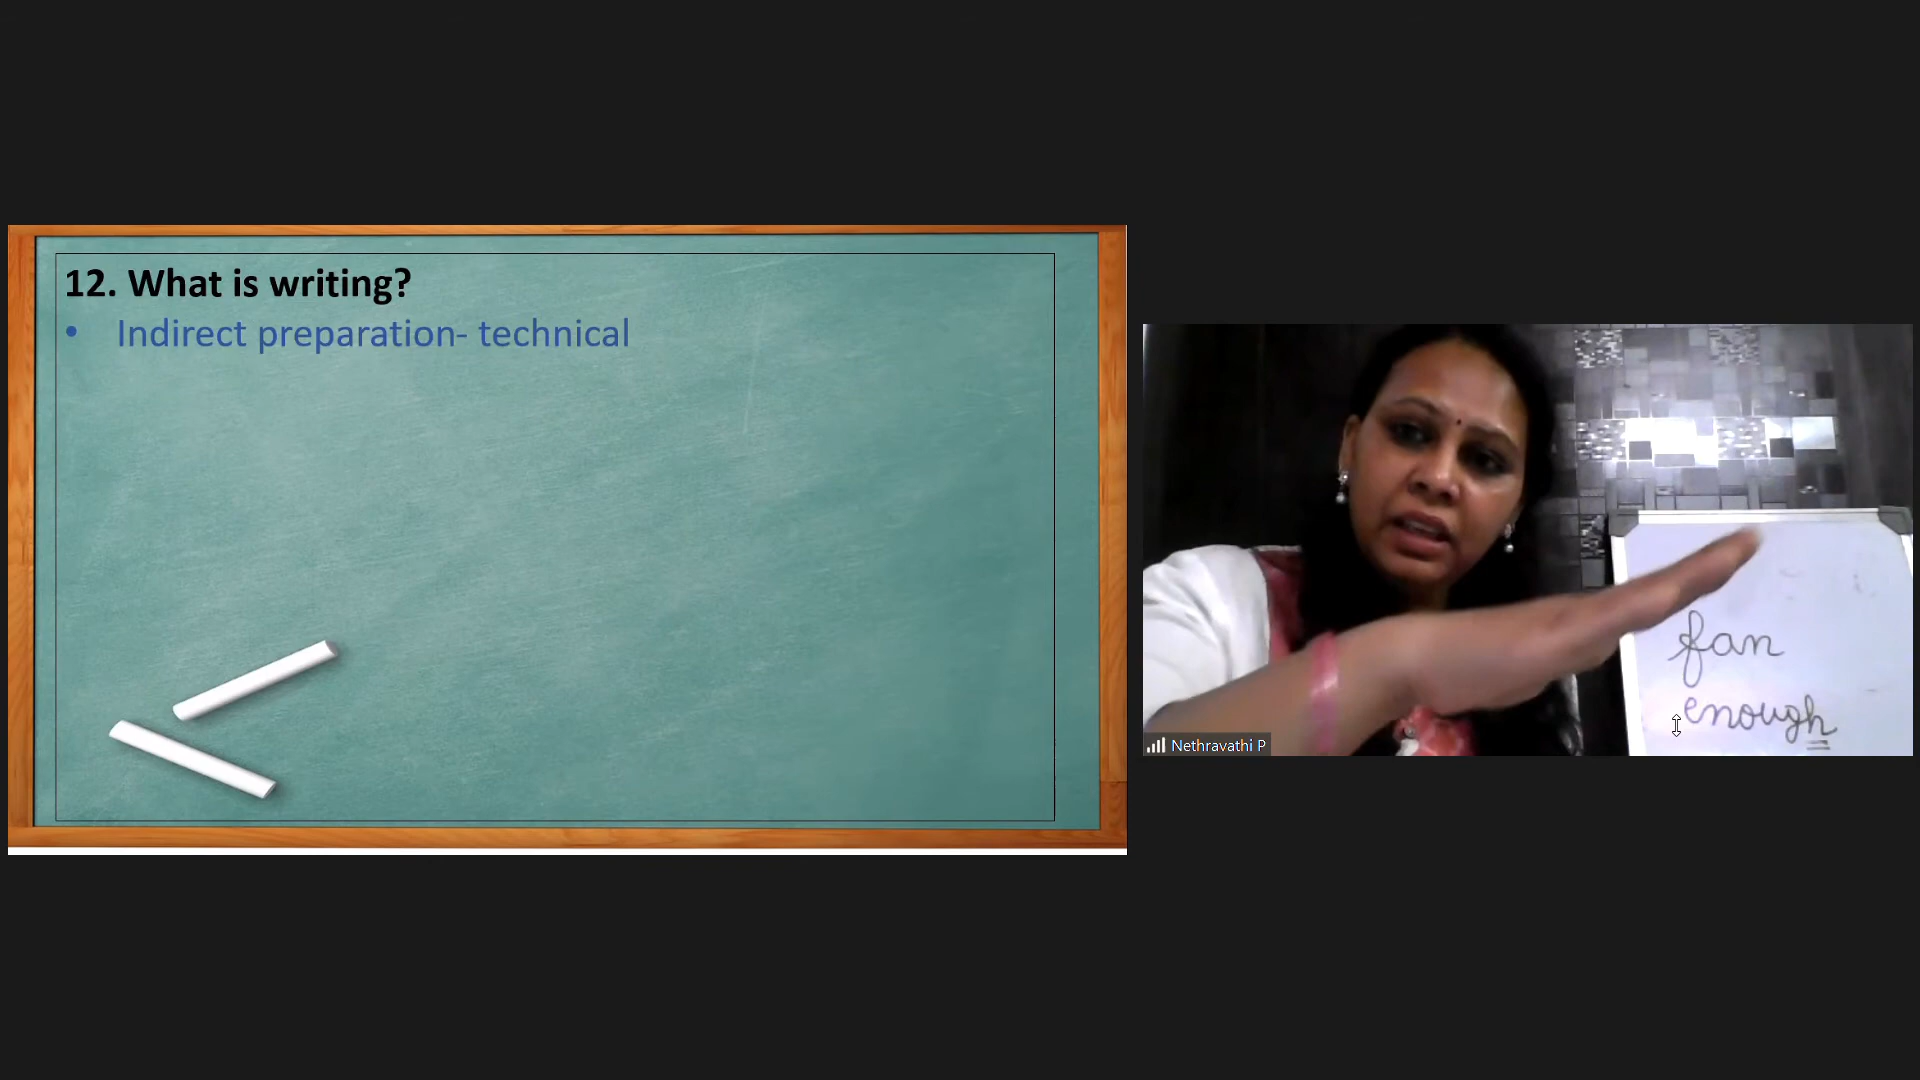 12. What is writing?
• Indirect preparation- technical
fan
enough
Nethravathi P